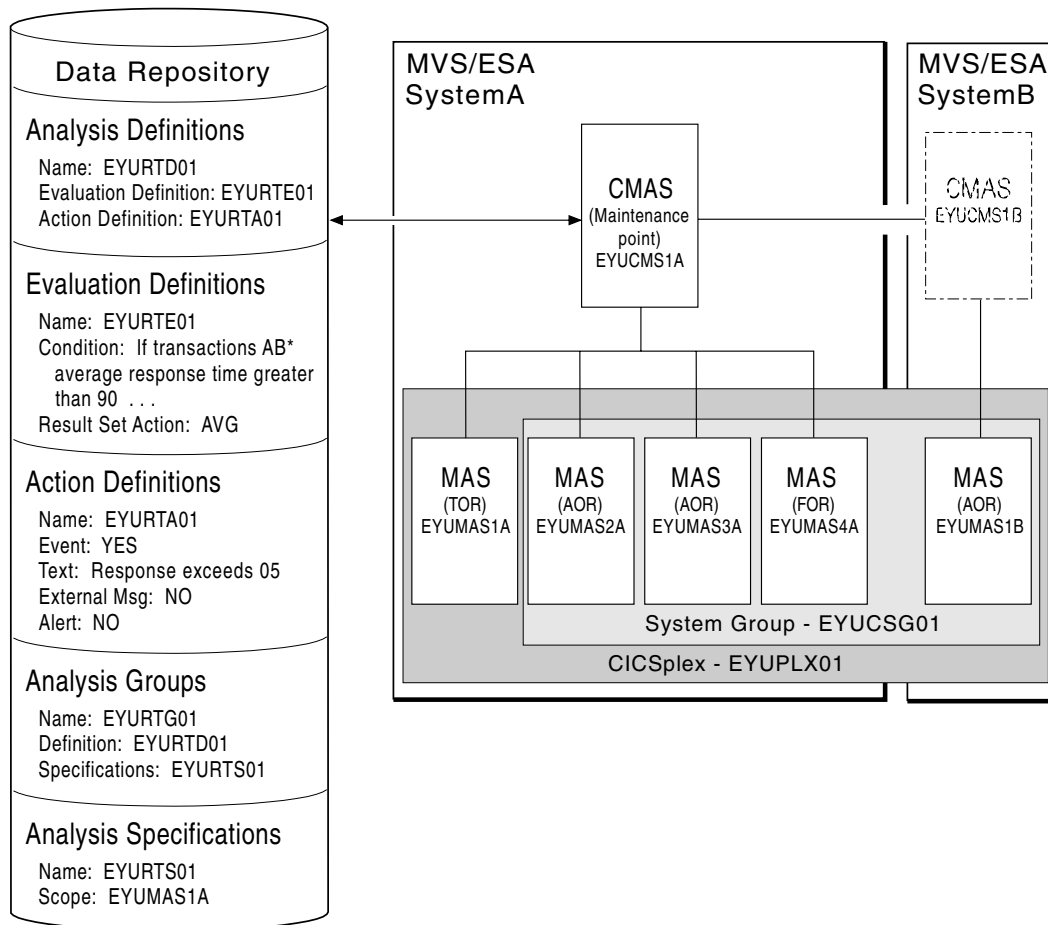 Data Repository
Analysis Definitions
Name: EYURTD01
Evaluation Definition: EYURTE01
Action Definition: EYURTA01
Evaluation Definitions
Name: EYURTE01
Condition: If transactions AB*
average response time greater
than 90 . . .
Result Set Action: AVG
Action Definitions
Name: EYURTA01
Event: YES
Text: Response exceeds 05
External Msg: NO
Alert: NO
Analysis Groups
Name: EYURTG01
Definition: EYURTD01
Specifications: EYURTS01
Analysis Specifications
Name: EYURTS01
Scope: EYUMAS1A
MVS/ESA
SystemA
CMAS
(Maintenance
point)
EYUCMS1A
MVS/ESA
SystemB
CMAS
EYUCMS1B
MAS
(TOR)
EYUMAS1A
MAS
(AOR)
EYUMAS2A
MAS
(AOR)
EYUMAS3A
MAS
(FOR)
EYUMAS4A
MAS
(AOR)
EYUMAS1B
System Group - EYUCSG01
CICSplex - EYUPLX01